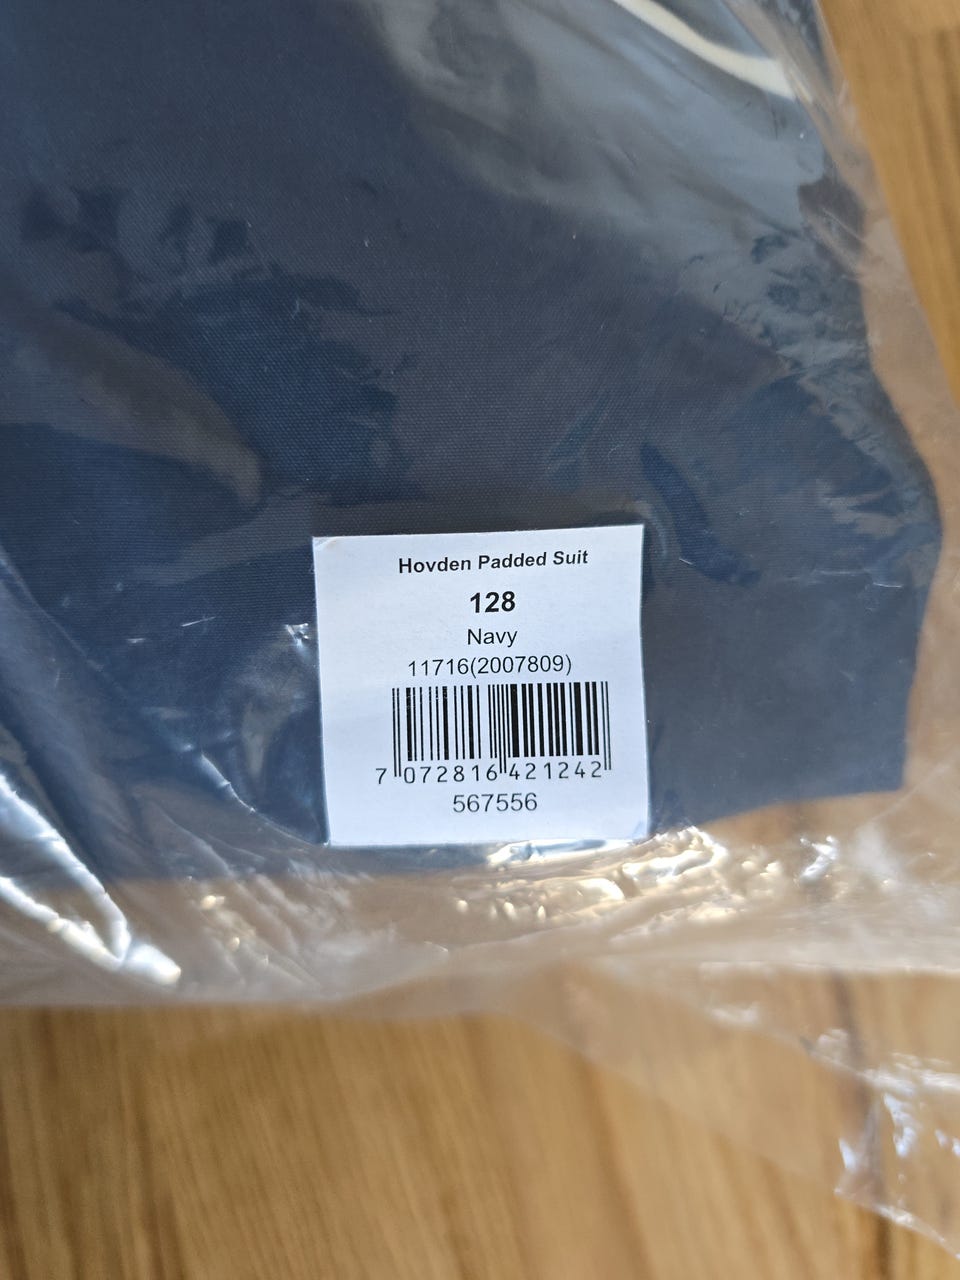 Hovden Padded Suit
128
Navy
11716(2007809)
7 072816 421242
567556